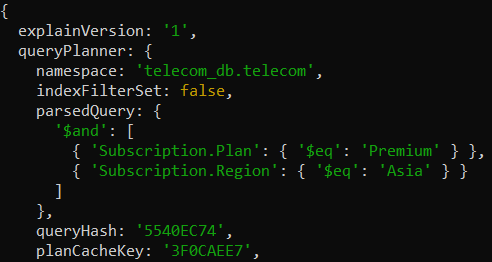 {
  explainVersion: '1',
  queryPlanner: {
    namespace: 'telecom_db.telecom',
    indexFilterSet: false,
    parsedQuery: {
      '$and': [
        { 'Subscription.Plan': { '$eq': 'Premium' } },
        { 'Subscription.Region': { '$eq': 'Asia' } }
      ]
    },
    queryHash: '5540EC74',
    planCacheKey: '3F0CAEE7',